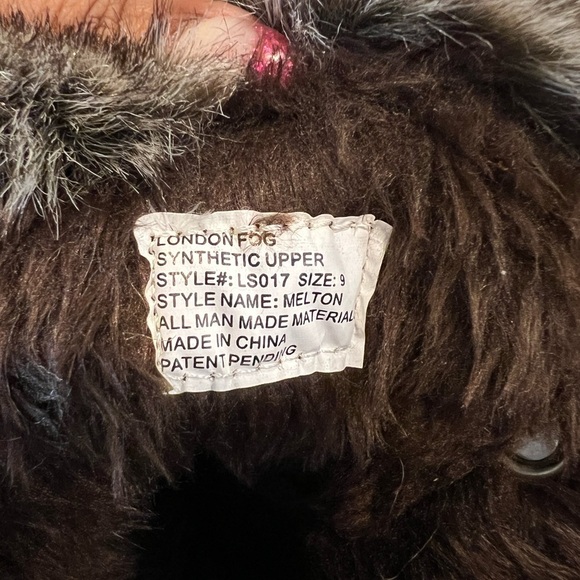 LONDON FOG
SYNTHETIC UPPER
STYLE#: LS017 SIZE: 9
STYLE NAME: MELTON
ALL MAN MADE MATERIAL
MADE IN CHINA
PATENT PENDING